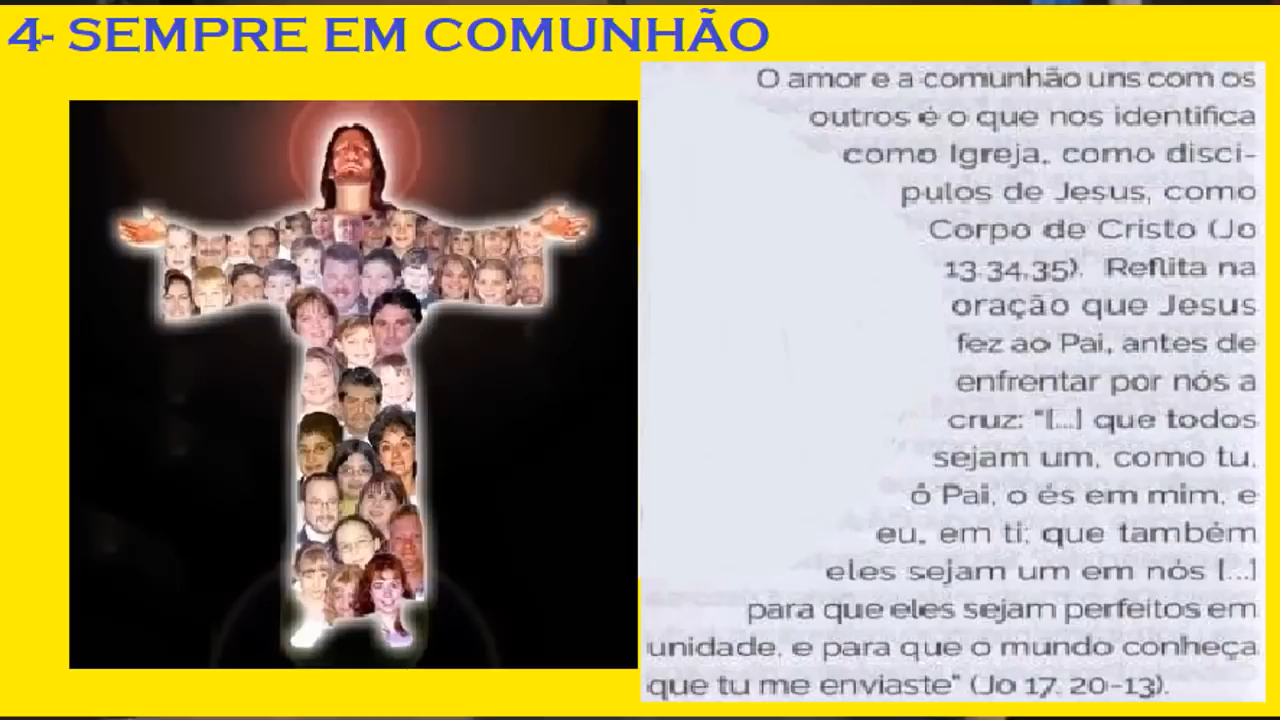 4- SEMPRE EM COMUNHÃO
O amor e a comunhão uns com os
outros é o que nos identifica
como Igreja, como disci-
pulos de Jesus, como
Corpo de Cristo (Jo
13.34,35). Reflita na
oração que Jesus
fez ao Pai, antes de
enfrentar por nós a
cruz: "[...] que todos
sejam um, como tu,
ó Pai, o és em mim, e
eu, em ti; que também
eles sejam um em nós [...]
para que eles sejam perfeitos em
unidade, e para que o mundo conheça
que tu me enviaste" (Jo 17. 20-13).